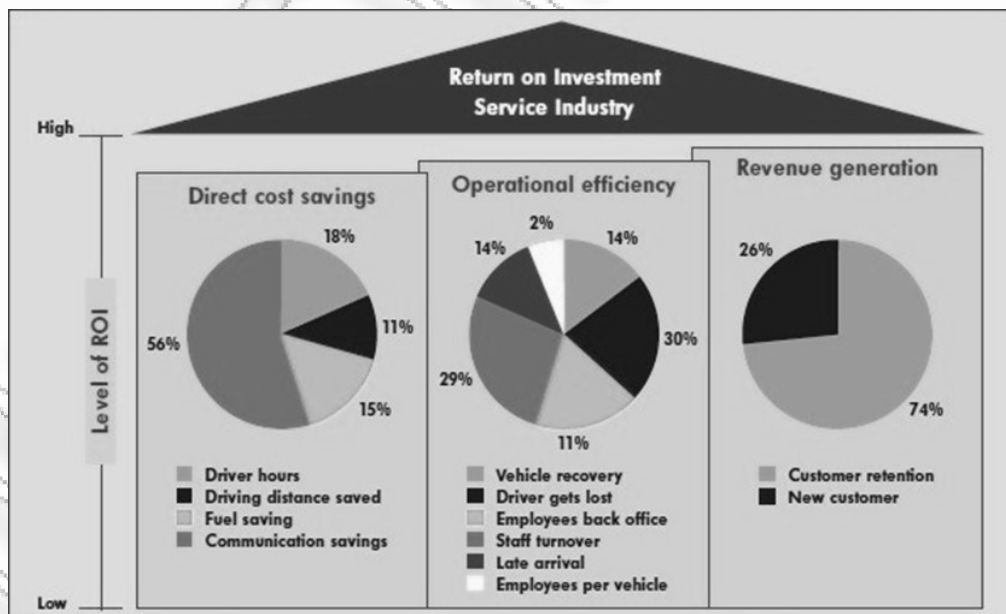 Return on Investment
Service Industry
High
Level of ROI
Low
Direct cost savings
18%
11%
15%
56%
Driver hours
Driving distance saved
Fuel saving
Communication savings
Operational efficiency
2%
14%
14%
30%
29%
11%
Vehicle recovery
Driver gets lost
Employees back office
Staff turnover
Late arrival
Employees per vehicle
Revenue generation
26%
74%
Customer retention
New customer